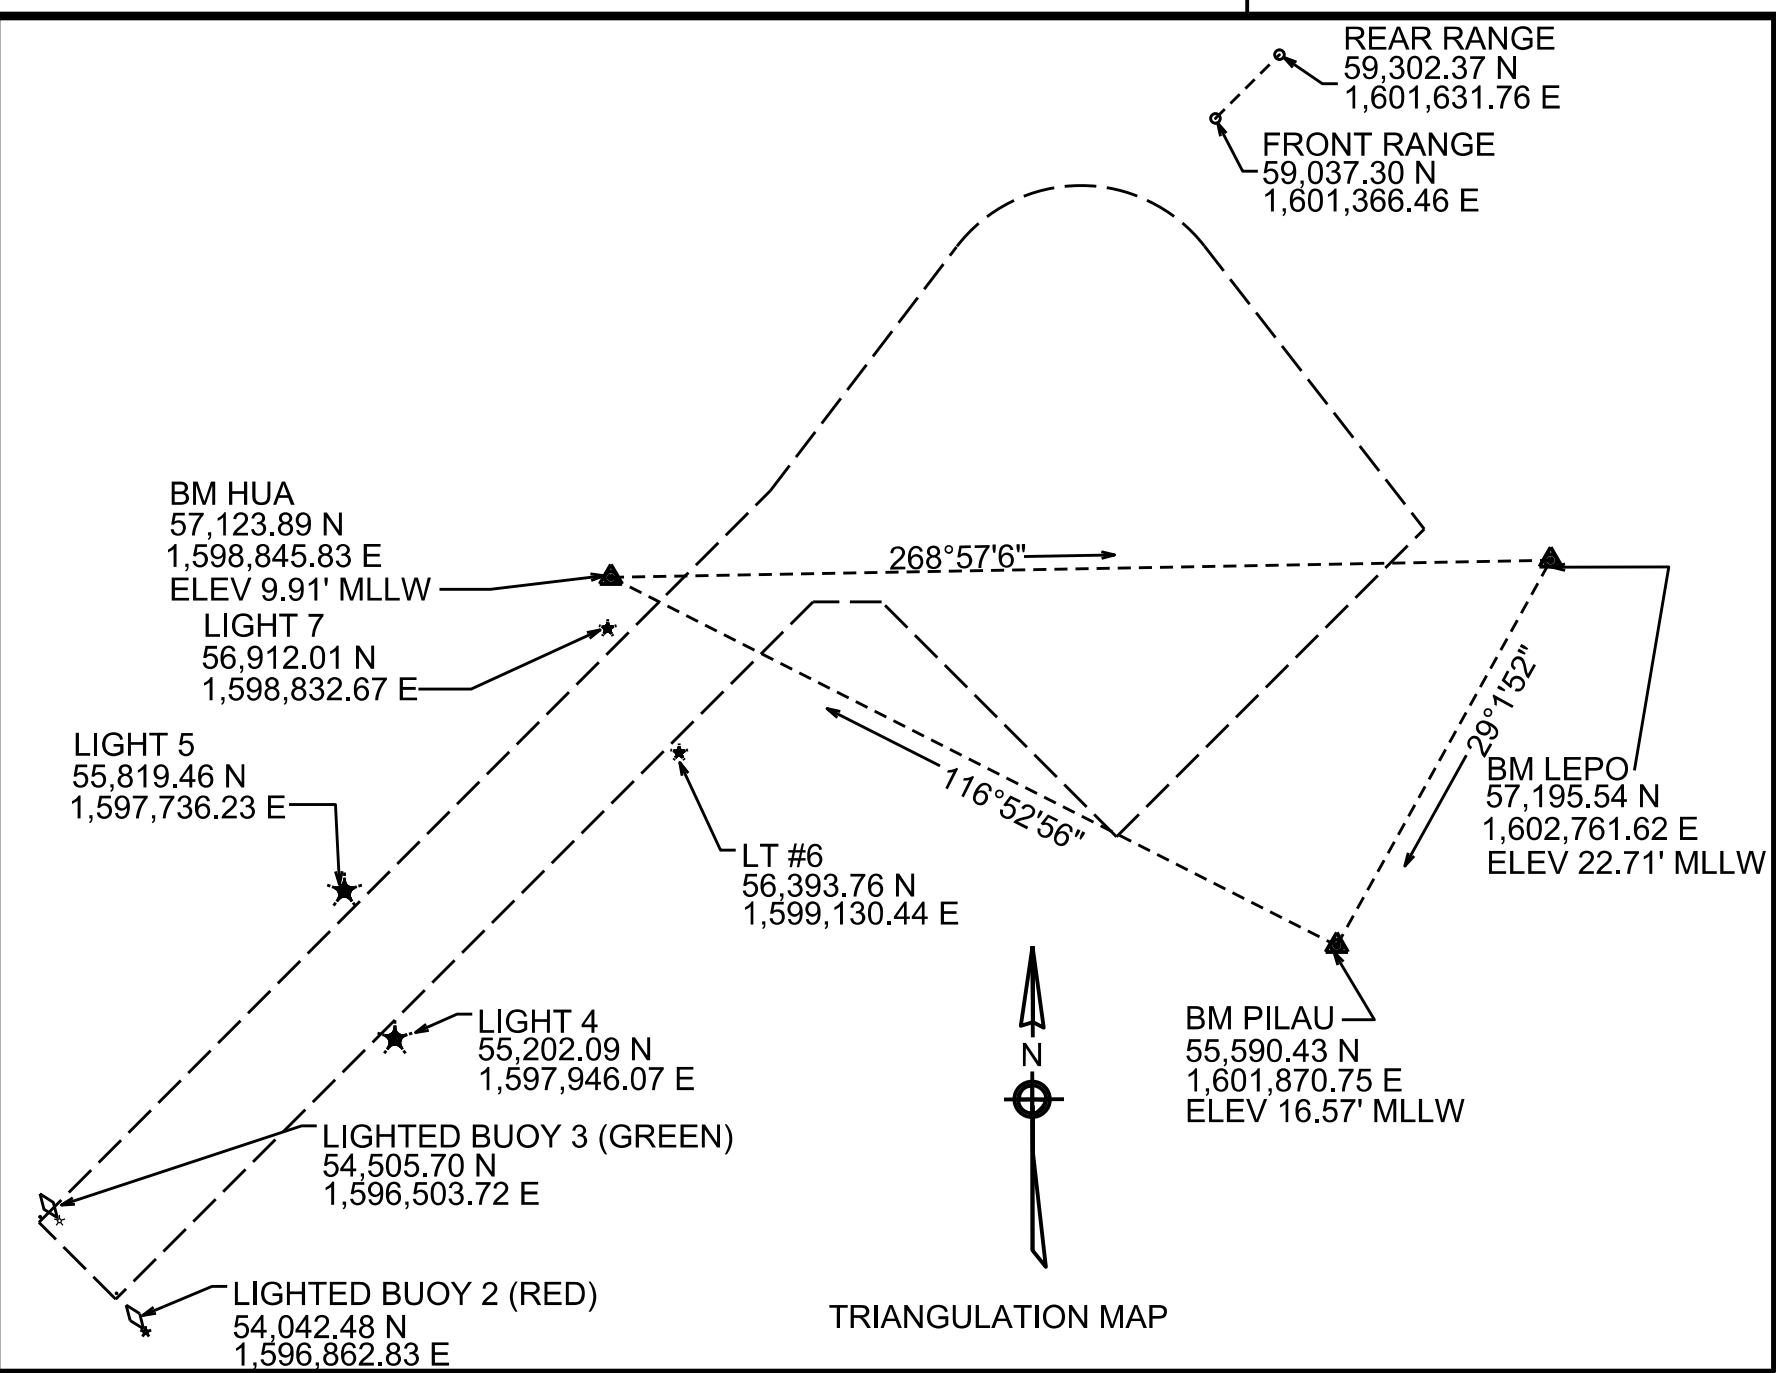 REAR RANGE
59,302.37 N
1,601,631.76 E
FRONT RANGE
59,037.30 N
1,601,366.46 E
BM HUA
57,123.89 N
1,598,845.83 E
ELEV 9.91' MLLW
268°57'6"
LIGHT 7
56,912.01 N
1,598,832.67 E
29°1'52"
LIGHT 5
55,819.46 N
1,597,736.23 E
116°52'56"
BM LEPO
57,195.54 N
1,602,761.62 E
ELEV 22.71' MLLW
LT #6
56,393.76 N
1,599,130.44 E
LIGHT 4
55,202.09 N
1,597,946.07 E
N
BM PILAU
55,590.43 N
1,601,870.75 E
ELEV 16.57' MLLW
LIGHTED BUOY 3 (GREEN)
54,505.70 N
1,596,503.72 E
LIGHTED BUOY 2 (RED)
54,042.48 N
1,596,862.83 E
TRIANGULATION MAP